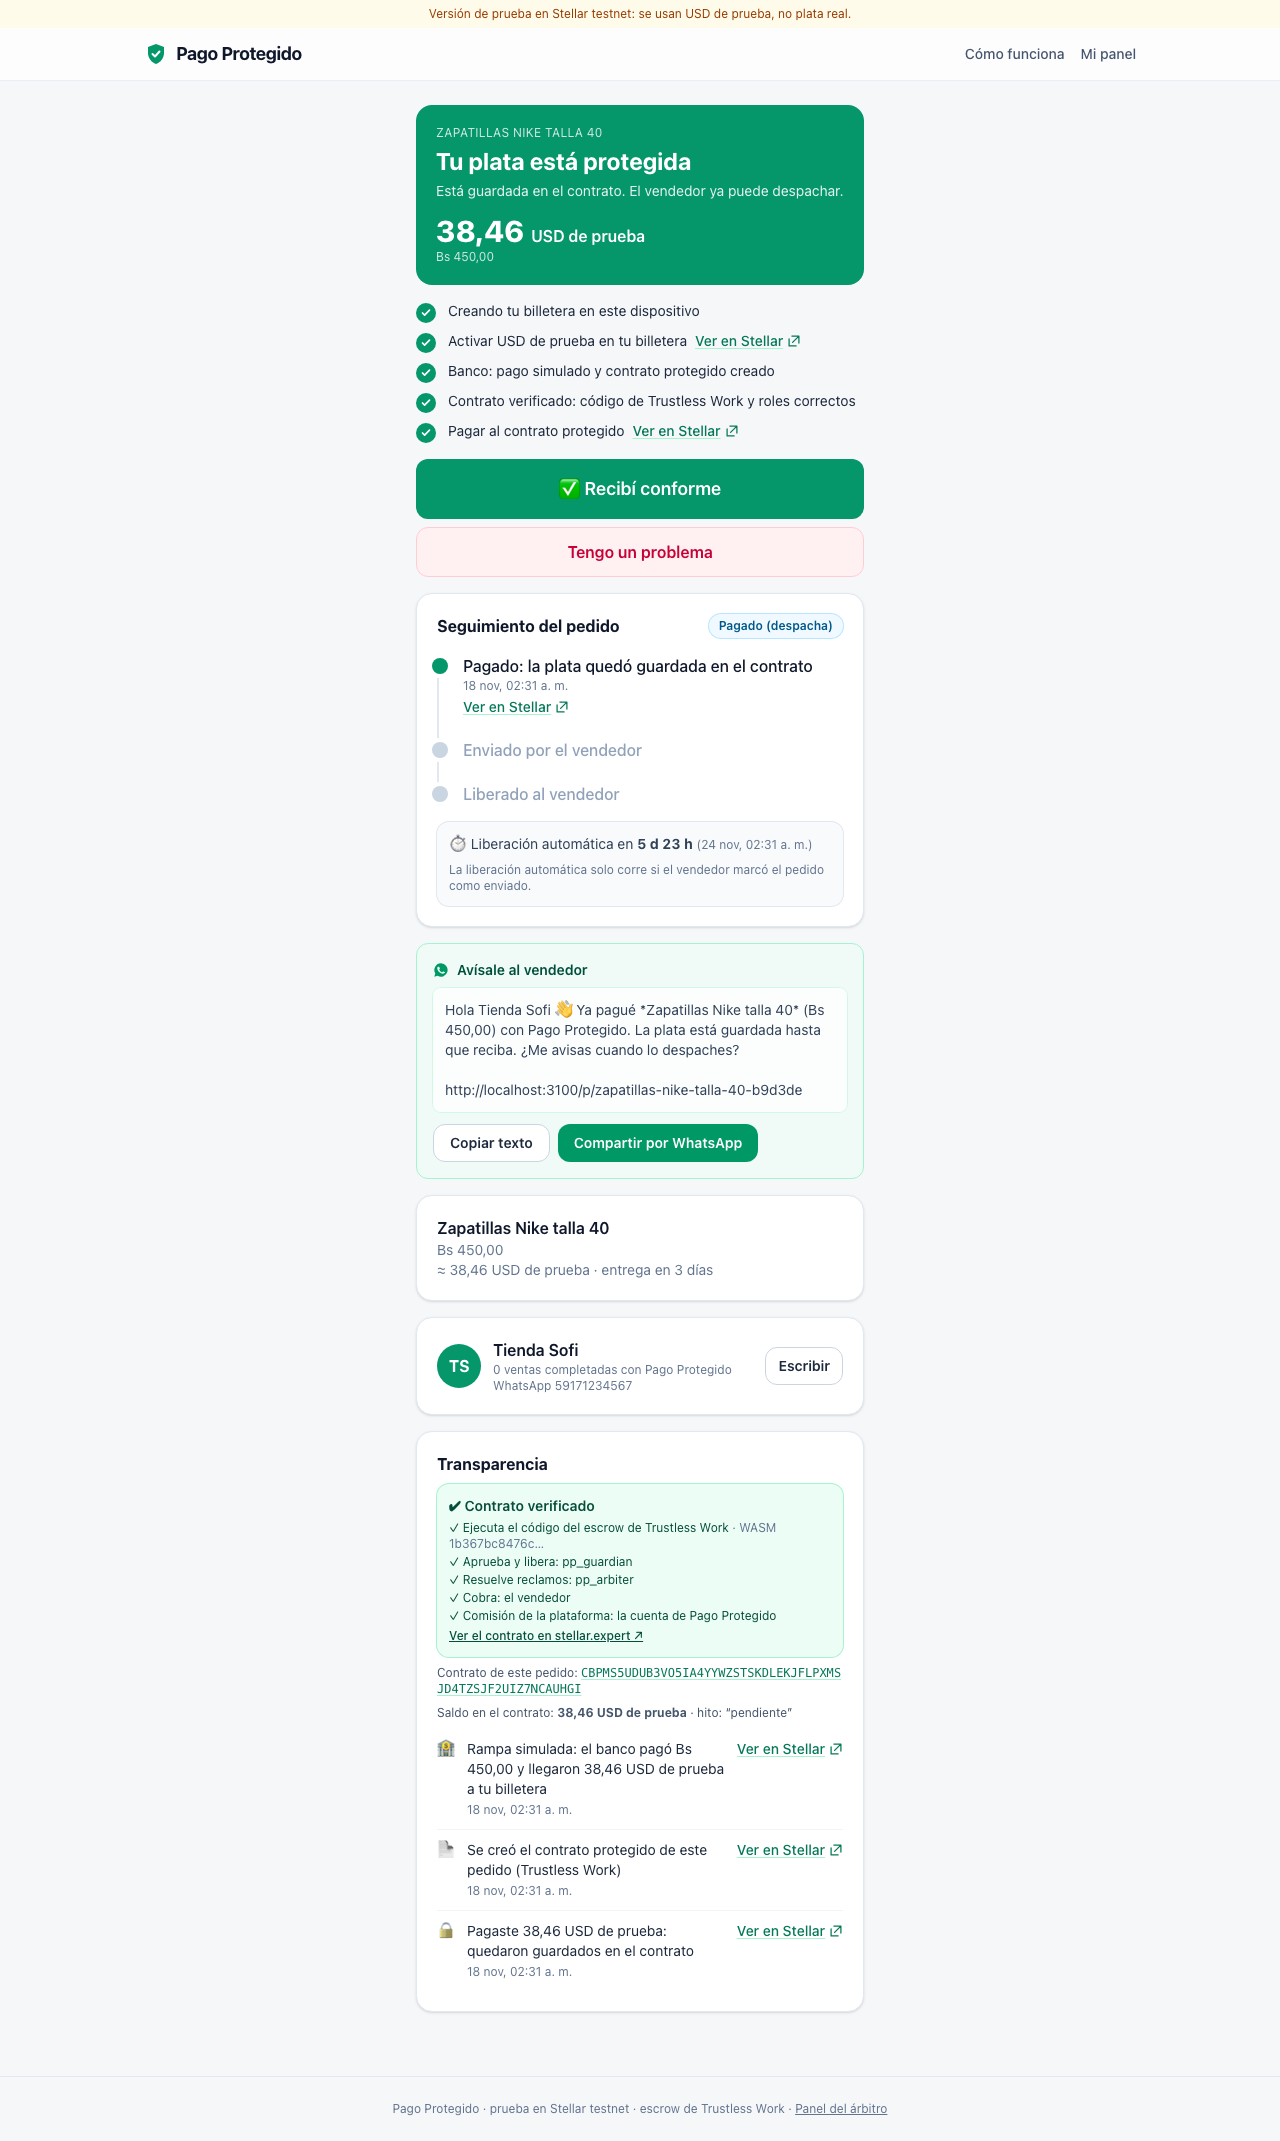 Versión de prueba en Stellar testnet: se usan USD de prueba, no plata real.
Pago Protegido
Cómo funciona Mi panel
ZAPATILLAS NIKE TALLA 40
Tu plata está protegida
Está guardada en el contrato. El vendedor ya puede despachar.
38,46 USD de prueba
Bs 450,00
Creando tu billetera en este dispositivo
Activar USD de prueba en tu billetera Ver en Stellar
Banco: pago simulado y contrato protegido creado
Contrato verificado: código de Trustless Work y roles correctos
Pagar al contrato protegido Ver en Stellar
✅ Recibí conforme
Tengo un problema
Seguimiento del pedido Pagado (despacha)
Pagado: la plata quedó guardada en el contrato
18 nov, 02:31 a. m.
Ver en Stellar
Enviado por el vendedor
Liberado al vendedor
⏱️ Liberación automática en 5 d 23 h (24 nov, 02:31 a. m.)
La liberación automática solo corre si el vendedor marcó el pedido
como enviado.
Avísale al vendedor
Hola Tienda Sofi 👋 Ya pagué *Zapatillas Nike talla 40* (Bs
450,00) con Pago Protegido. La plata está guardada hasta
que reciba. ¿Me avisas cuando lo despaches?
http://localhost:3100/p/zapatillas-nike-talla-40-b9d3de
Copiar texto Compartir por WhatsApp
Zapatillas Nike talla 40
Bs 450,00
≈ 38,46 USD de prueba · entrega en 3 días
TS
Tienda Sofi
0 ventas completadas con Pago Protegido
WhatsApp 59171234567
Escribir
Transparencia
✔ Contrato verificado
✓ Ejecuta el código del escrow de Trustless Work · WASM
1b367bc8476c…
✓ Aprueba y libera: pp_guardian
✓ Resuelve reclamos: pp_arbiter
✓ Cobra: el vendedor
✓ Comisión de la plataforma: la cuenta de Pago Protegido
Ver el contrato en stellar.expert ↗
Contrato de este pedido: CBPMS5UDUB3VO5IA4YYWZSTSKDLEKJFLPXMS
JD4TZSJF2UIZ7NCAUHGI
Saldo en el contrato: 38,46 USD de prueba · hito: “pendiente”
Rampa simulada: el banco pagó Bs
450,00 y llegaron 38,46 USD de prueba
a tu billetera
18 nov, 02:31 a. m.
Ver en Stellar
Se creó el contrato protegido de este
pedido (Trustless Work)
18 nov, 02:31 a. m.
Ver en Stellar
Pagaste 38,46 USD de prueba:
quedaron guardados en el contrato
18 nov, 02:31 a. m.
Ver en Stellar
Pago Protegido · prueba en Stellar testnet · escrow de Trustless Work · Panel del árbitro